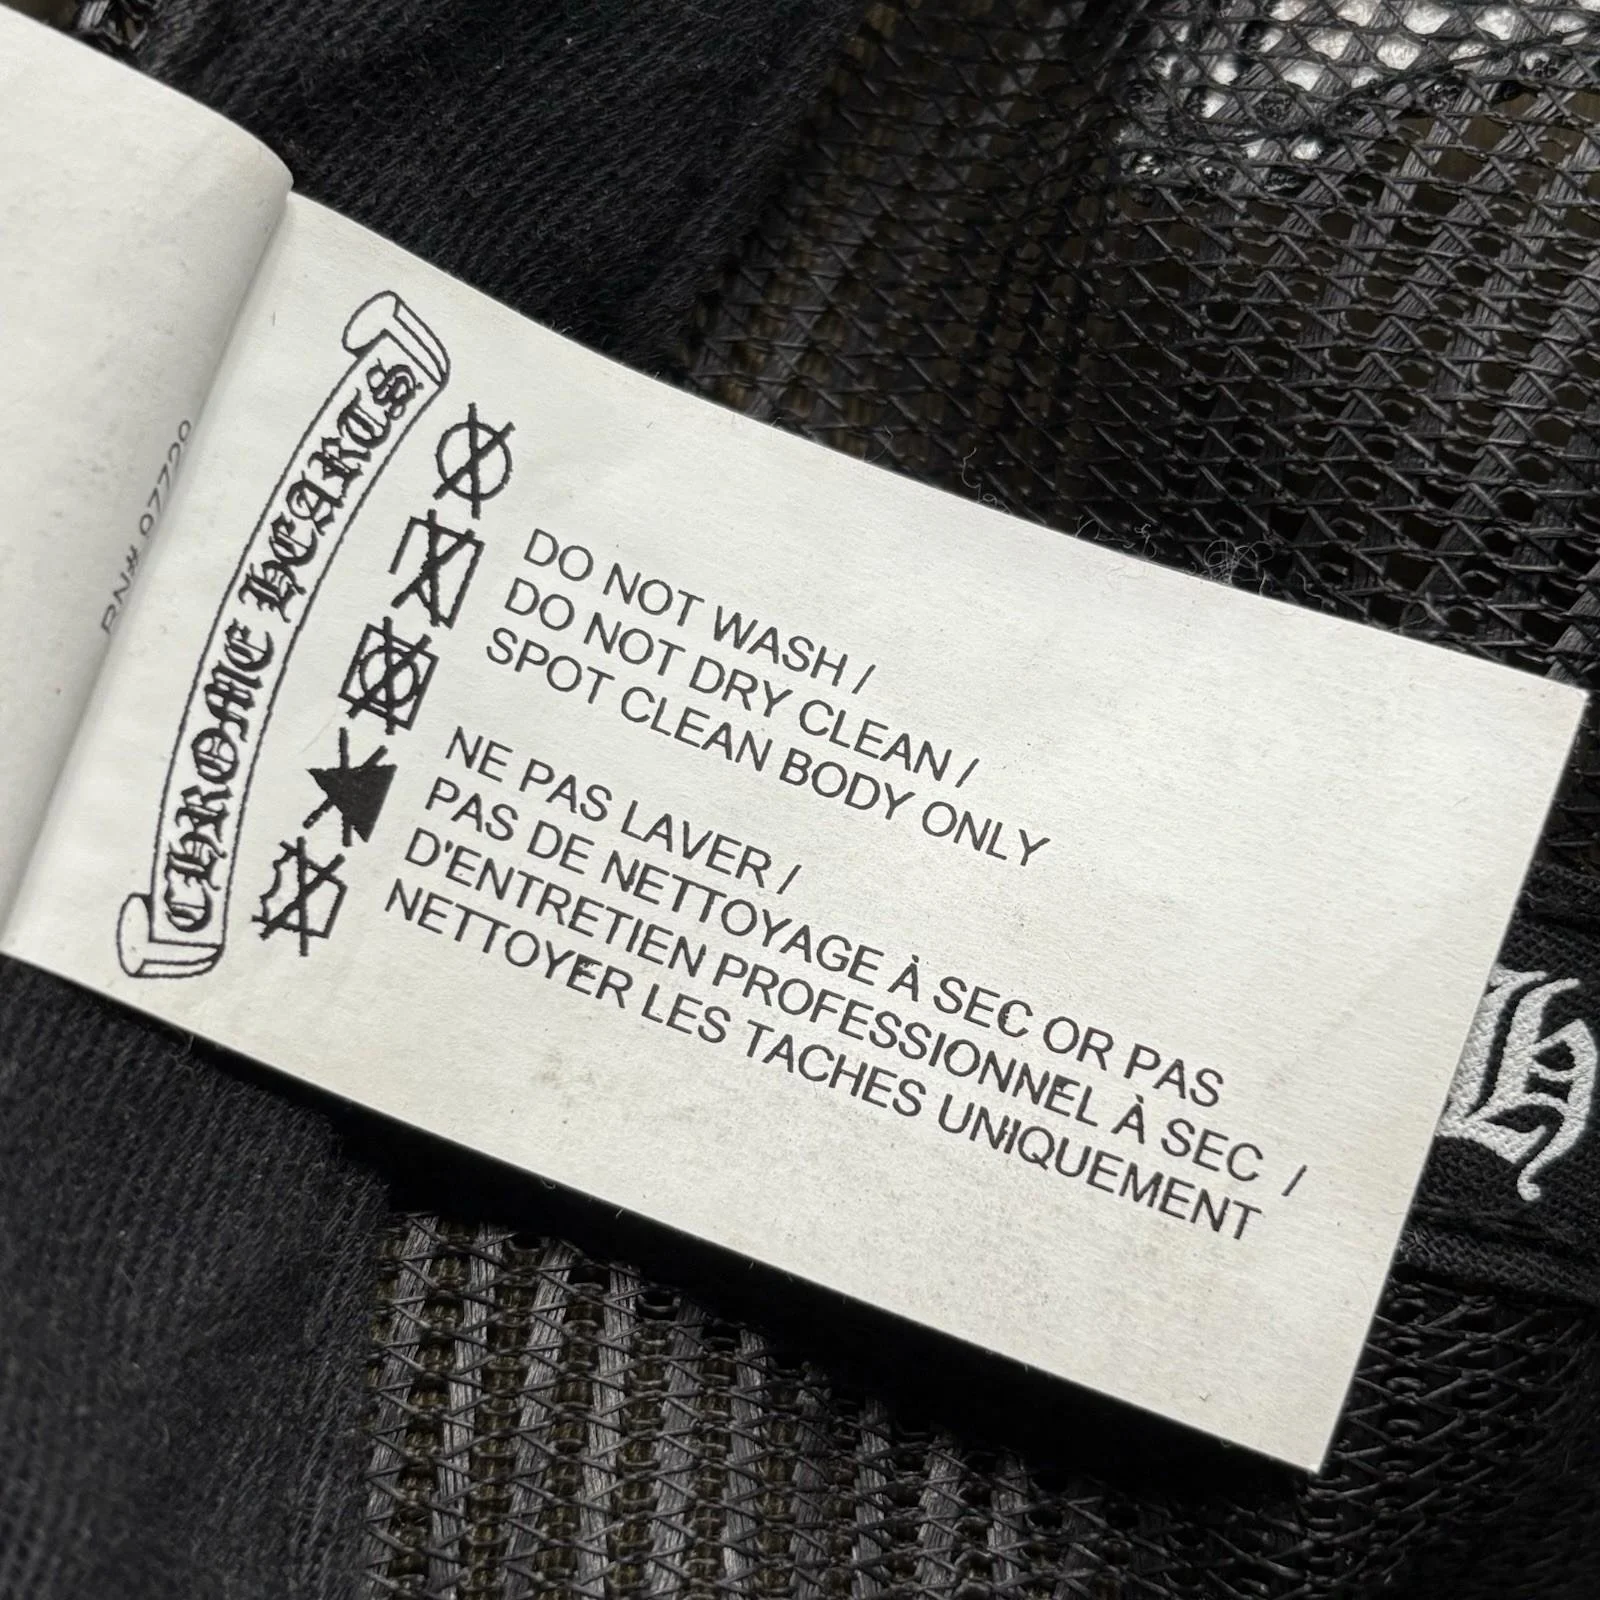 CHROME HEARTS
DO NOT WASH /
DO NOT DRY CLEAN /
SPOT CLEAN BODY ONLY
NE PAS LAVER /
PAS DE NETTOYAGE À SEC OR PAS
D'ENTRETIEN PROFESSIONNEL À SEC /
NETTOYER LES TACHES UNIQUEMENT
RN#
H